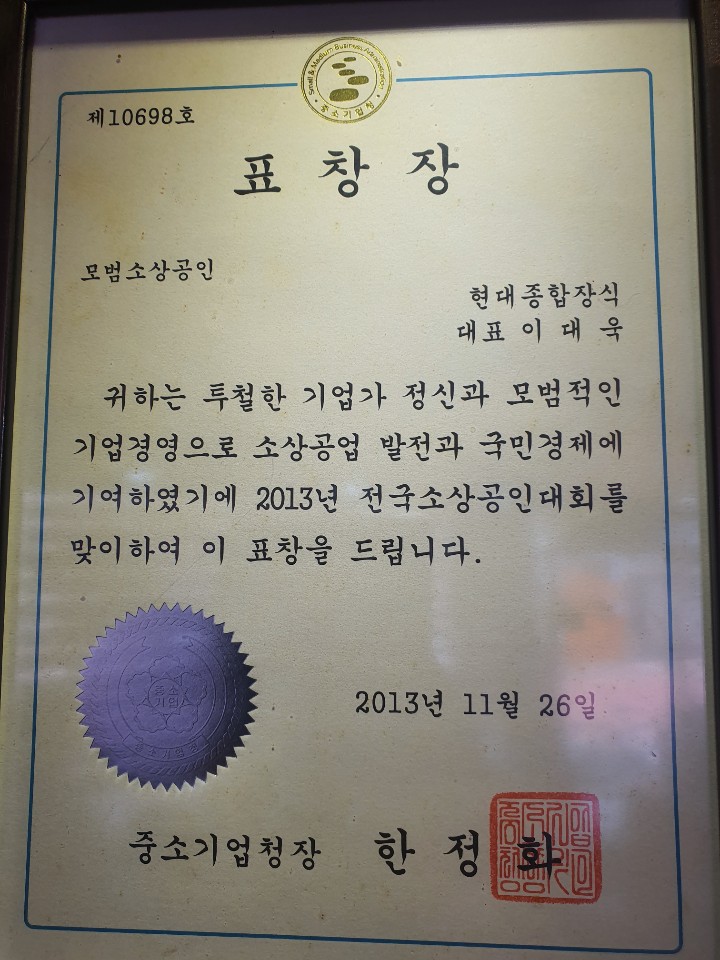 Small & Medium Business Administration
중소기업청
제10698호
표창장
모범소상공인
현대종합장식
대표 이대욱
귀하는 투철한 기업가 정신과 모범적인
기업경영으로 소상공업 발전과 국민경제에
기여하였기에 2013년 전국소상공인대회를
맞이하여 이 표창을 드립니다.
중소
기업
중소기업청
2013년 11월 26일
중소기업청장 한정화